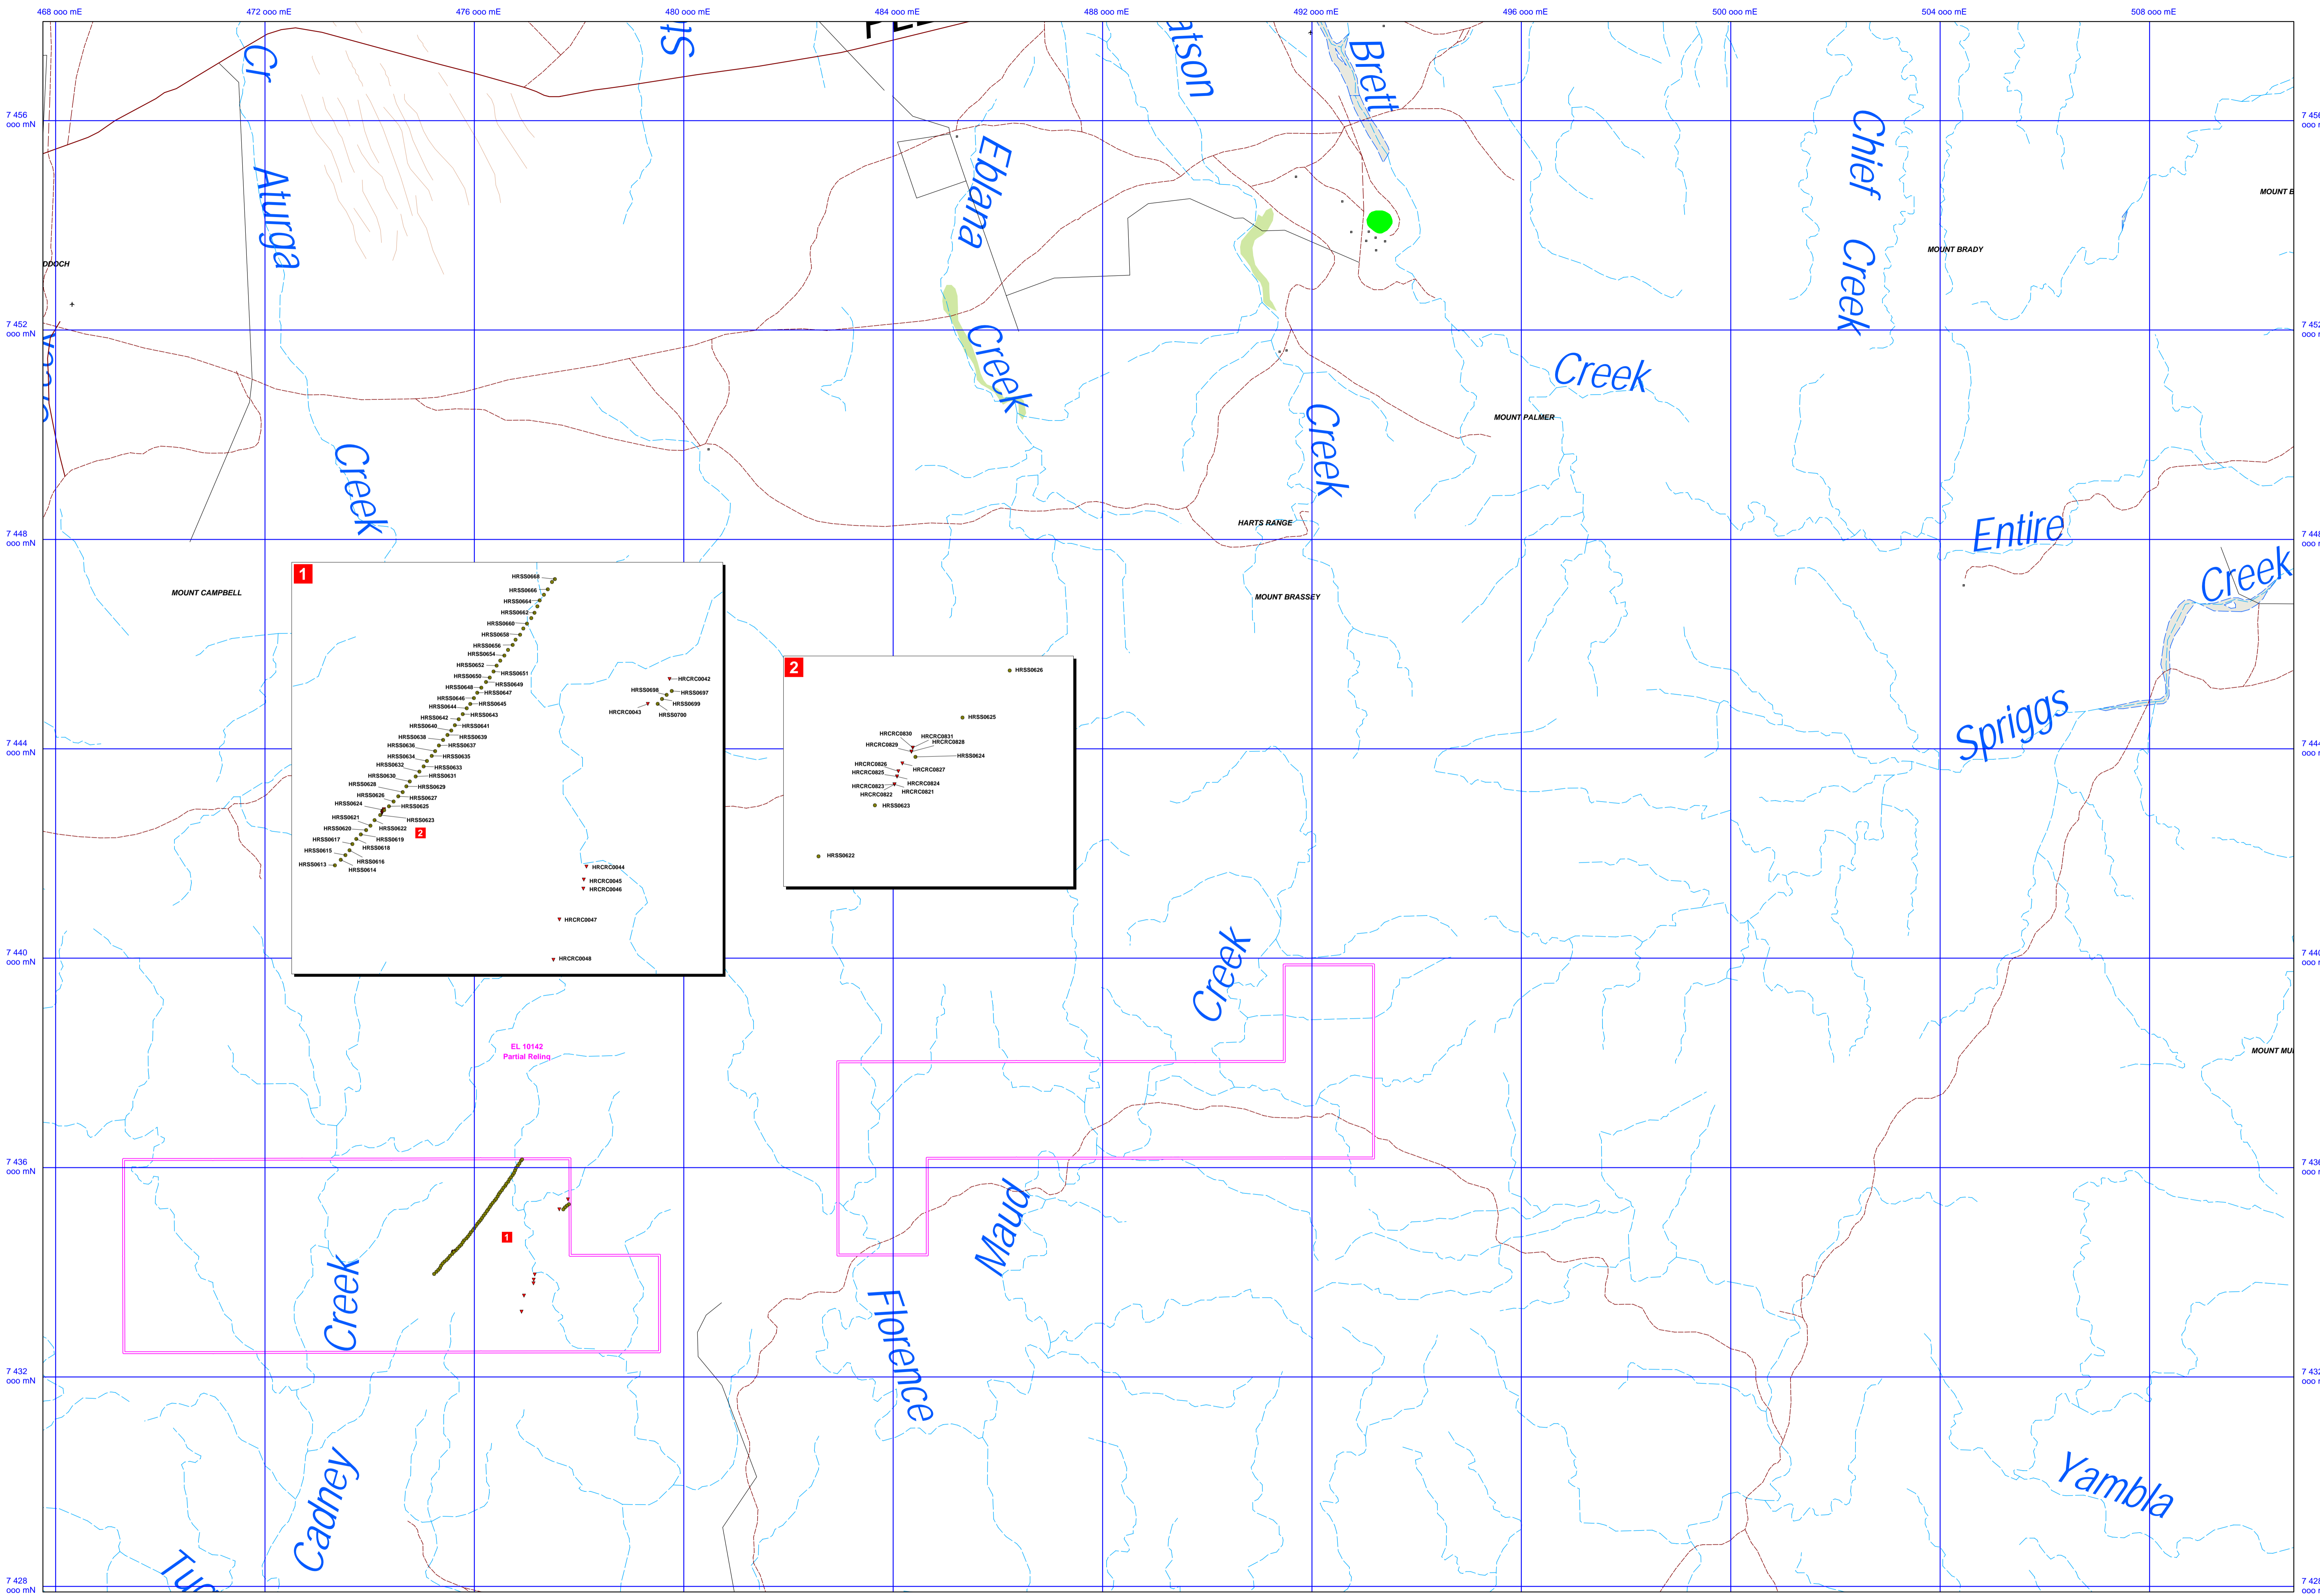 468 000 mE
472 000 mE
476 000 mE
480 000 mE
484 000 mE
488 000 mE
492 000 mE
496 000 mE
500 000 mE
504 000 mE
508 000 mE
7 456
000 mN
7 452
000 mN
7 448
000 mN
7 444
000 mN
7 440
000 mN
7 436
000 mN
7 432
000 mN
7 428
000 mN
Cr
Aturga
Creek
Eblana
Creek
atson
Creek
Brett
Creek
Chief
Creek
MOUNT B
MOUNT BRADY
DDOCH
MOUNT PALMER
HARTS RANGE
Entire
Creek
Spriggs
MOUNT CAMPBELL
MOUNT BRASSEY
1
HRSS0668
HRSS0666
HRSS0664
HRSS0662
HRSS0660
HRSS0658
HRSS0656
HRSS0654
HRSS0652
HRSS0651
HRSS0650
HRSS0649
HRSS0648
HRSS0647
HRSS0646
HRSS0645
HRSS0644
HRSS0643
HRSS0642
HRSS0641
HRSS0640
HRSS0639
HRSS0638
HRSS0637
HRSS0636
HRSS0635
HRSS0634
HRSS0633
HRSS0632
HRSS0631
HRSS0630
HRSS0629
HRSS0628
HRSS0627
HRSS0626
HRSS0625
HRSS0624
HRSS0623
HRSS0621
HRSS0622
HRSS0620
2
HRSS0619
HRSS0617
HRSS0618
HRSS0615
HRSS0616
HRSS0613
HRSS0614
HRCRC0042
HRSS0698
HRSS0697
HRSS0699
HRCRC0043
HRSS0700
HRCRC0044
HRCRC0045
HRCRC0046
HRCRC0047
HRCRC0048
2
HRSS0626
HRSS0625
HRCRC0830
HRCRC0831
HRCRC0829
HRCRC0828
HRSS0624
HRCRC0826
HRCRC0827
HRCRC0825
HRCRC0824
HRCRC0823
HRCRC0821
HRCRC0822
HRSS0623
HRSS0622
Creek
Maud
EL 10142
Partial Relinq
MOUNT MU
1
Creek
Cadney
Florence
Yambla